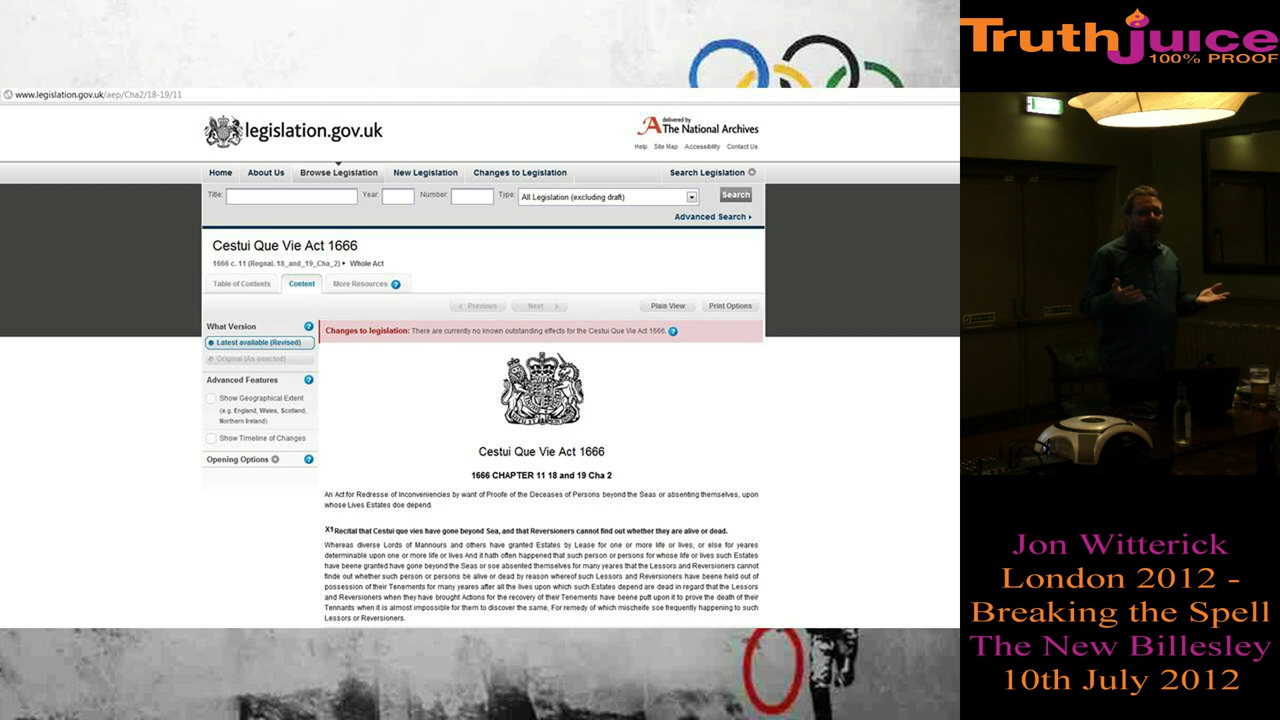 www.legislation.gov.uk/aep/Cha2/18-19/11
legislation.gov.uk
delivered by
The National Archives
Help Site Map Accessibility Contact Us
Home About Us Browse Legislation New Legislation Changes to Legislation Search Legislation
Title: Year: Number: Type: All Legislation (excluding draft) Search
Advanced Search
Cestui Que Vie Act 1666
1666 c. 11 (Regnal. 18_and_19_Cha_2) Whole Act
Table of Contents Content More Resources ?
Previous Next Plain View Print Options
What Version ?
Latest available (Revised)
Original (As enacted)
Advanced Features ?
Show Geographical Extent
(e.g. England, Wales, Scotland,
Northern Ireland)
Show Timeline of Changes
Opening Options ?
Changes to legislation: There are currently no known outstanding effects for the Cestui Que Vie Act 1666. ?
Cestui Que Vie Act 1666
1666 CHAPTER 11 18 and 19 Cha 2
An Act for Redresse of Inconveniencies by want of Proofe of the Deceases of Persons beyond the Seas or absenting themselves, upon
whose Lives Estates doe depend.
X1Recital that Cestui que vies have gone beyond Sea, and that Reversioners cannot find out whether they are alive or dead.
Whereas diverse Lords of Mannours and others have granted Estates by Lease for one or more life or lives, or else for yeares
determinable upon one or more life or lives And it hath often happened that such person or persons for whose life or lives such Estates
have beene granted have gone beyond the Seas or soe absented themselves for many yeares that the Lessors and Reversioners cannot
finde out whether such person or persons be alive or dead by reason whereof such Lessors and Reversioners have beene held out of
possession of their Tenements for many yeares after all the lives upon which such Estates depend are dead in regard that the Lessors
and Reversioners when they have brought Actions for the recovery of their Tenements have beene putt upon it to prove the death of their
Tennants when it is almost impossible for them to discover the same, For remedy of which mischeife soe frequently happening to such
Lessors or Reversioners.
Truthjuice
100% PROOF
Jon Witterick
London 2012 -
Breaking the Spell
The New Billesley
10th July 2012